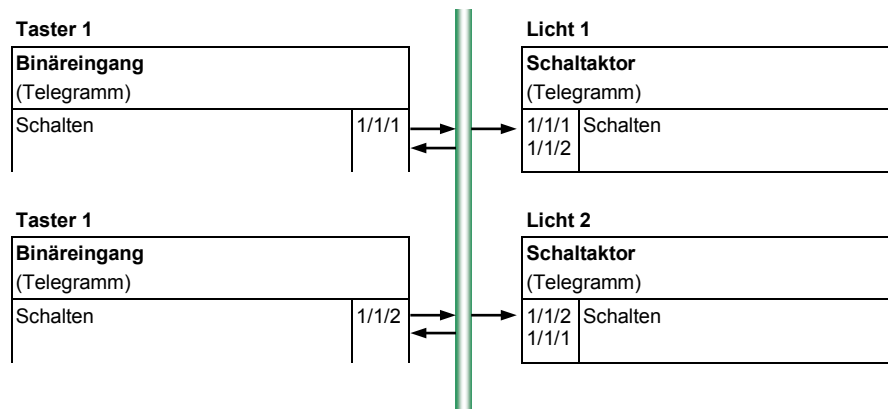 Taster 1
Binäreingang
(Telegramm)
Schalten 1/1/1
Licht 1
Schaltaktor
(Telegramm)
1/1/1 Schalten
1/1/2
Taster 1
Binäreingang
(Telegramm)
Schalten 1/1/2
Licht 2
Schaltaktor
(Telegramm)
1/1/2 Schalten
1/1/1